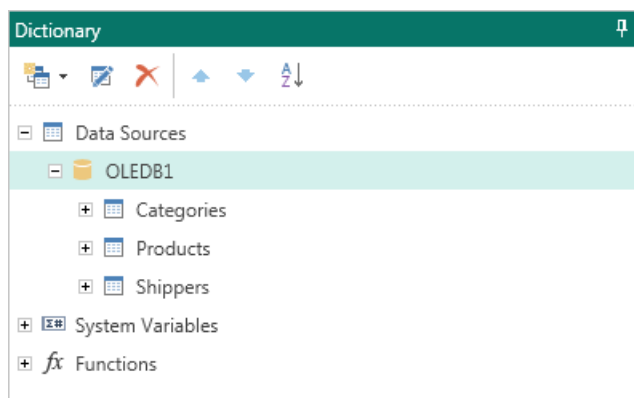 Dictionary
Data Sources
OLEDB1
Categories
Products
Shippers
System Variables
Functions